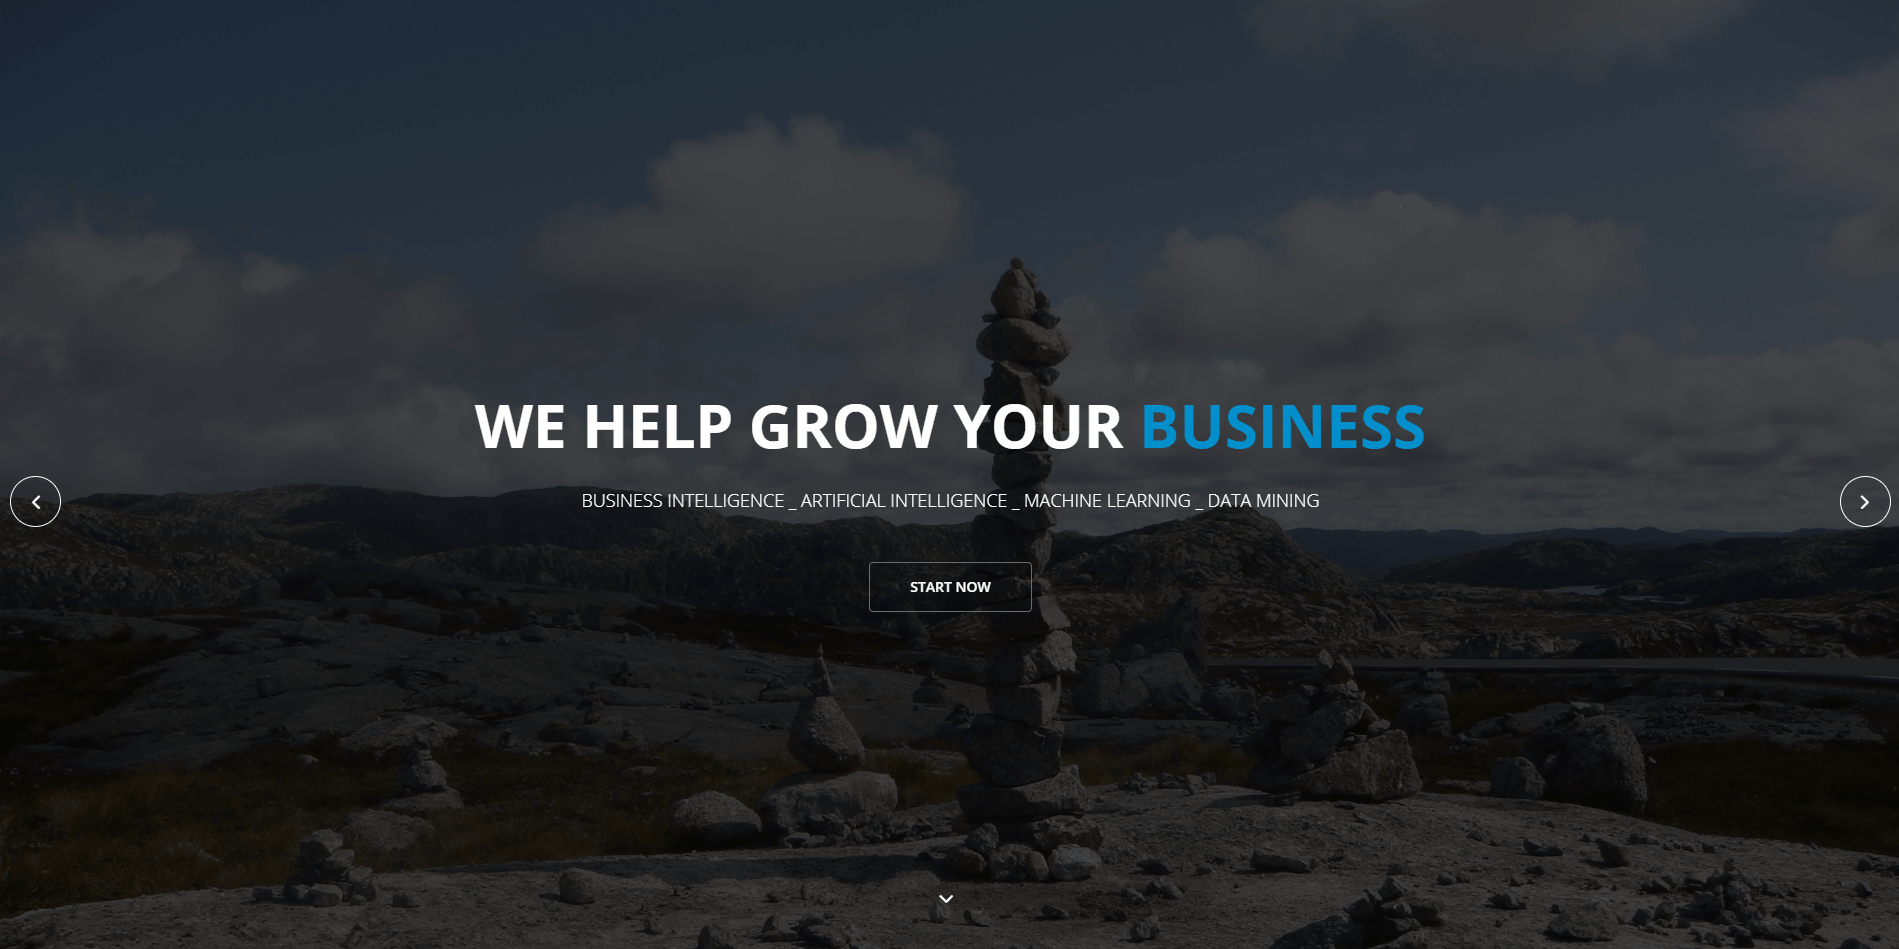 WE HELP GROW YOUR BUSINESS
BUSINESS INTELLIGENCE _ ARTIFICIAL INTELLIGENCE _ MACHINE LEARNING _ DATA MINING
START NOW